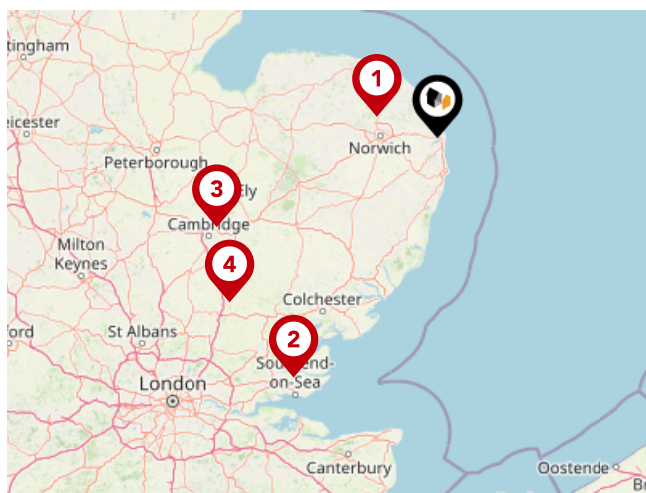 tingham
1
eicester
Norwich
Peterborough
3
Ely
Cambridge
Milton
Keynes
4
Colchester
ford
St Albans
2
Southend-
on-Sea
London
Canterbury
Oostende
B